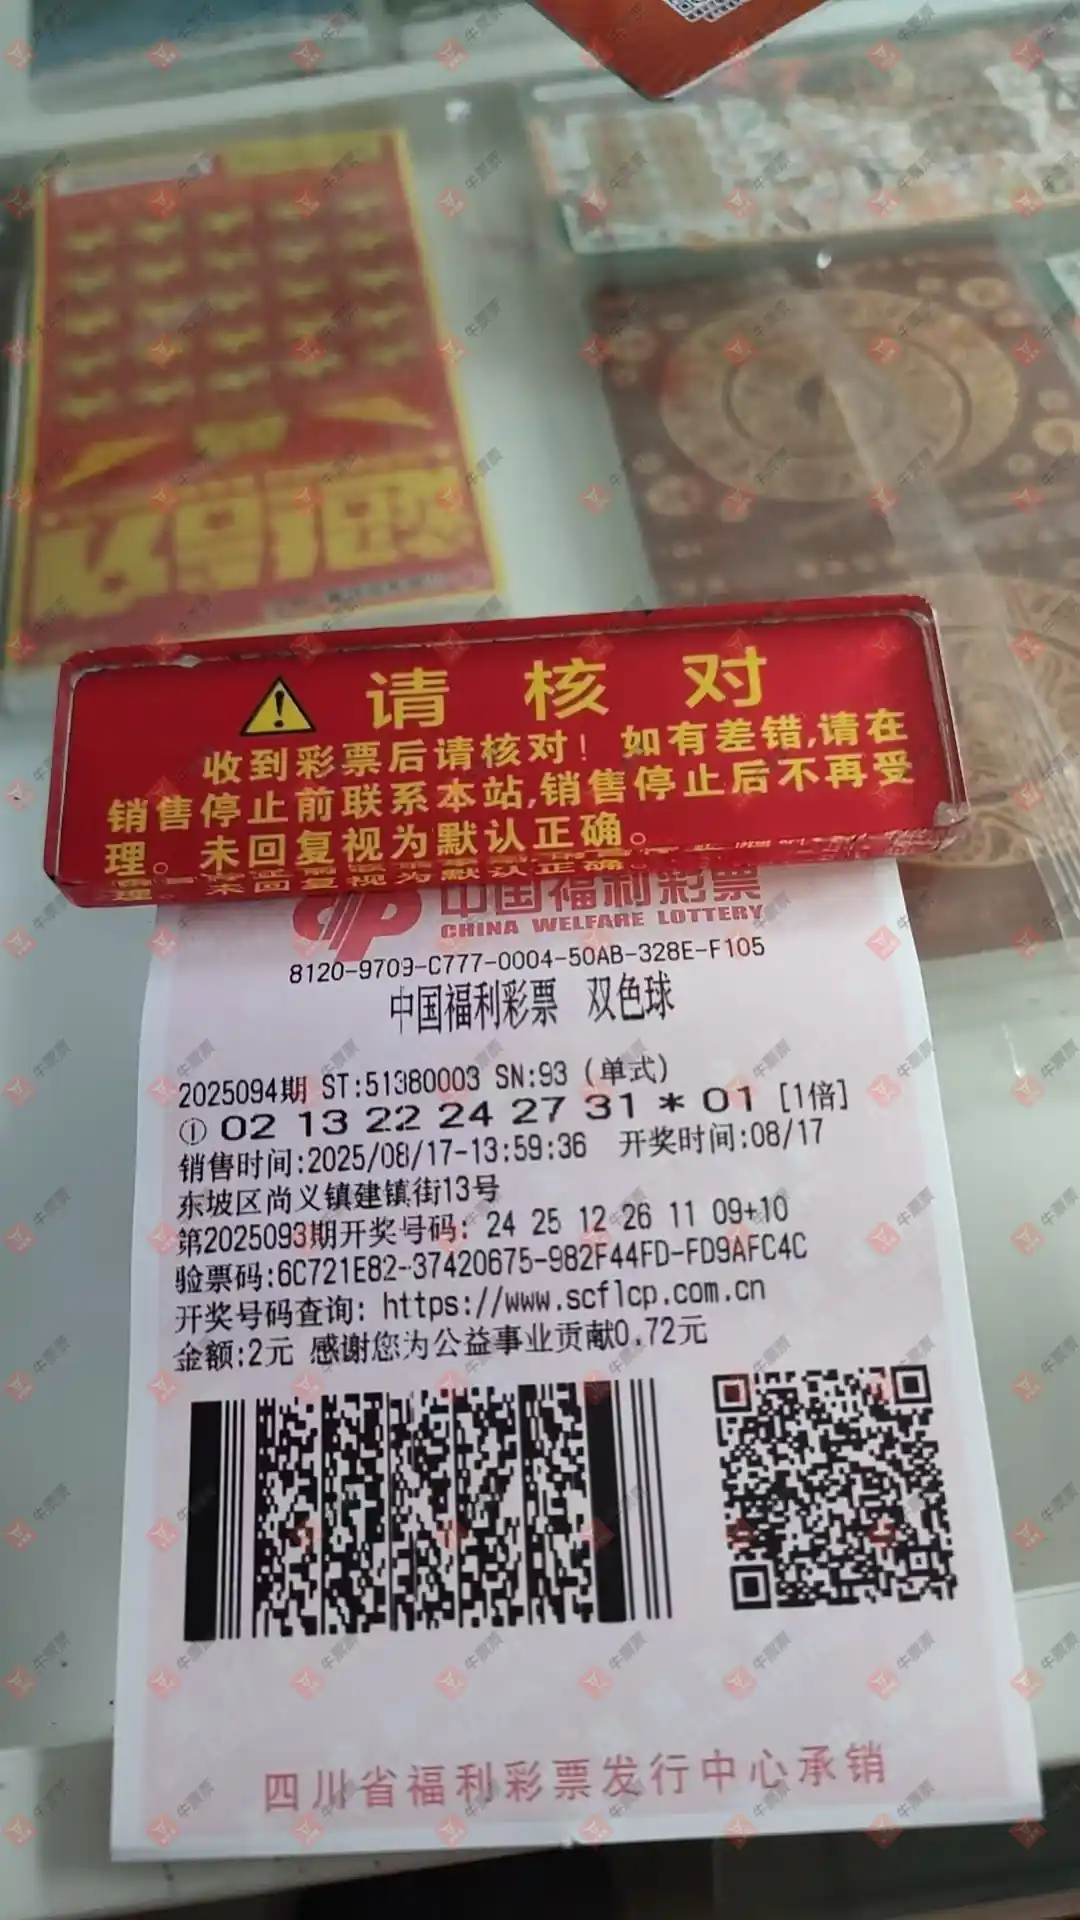 请 核 对
收到彩票后请核对！如有差错,请在
销售停止前联系本站,销售停止后不再受
理。未回复视为默认正确。
中国福利彩票
CHINA WELFARE LOTTERY
8120-9709-C777-0004-50AB-328E-F105
中国福利彩票 双色球
2025094期 ST:51380003 SN:93 (单式)
① 02 13 22 24 27 31 * 01 [1倍]
销售时间:2025/08/17-13:59:36 开奖时间:08/17
东坡区尚义镇建镇街13号
第2025093期开奖号码: 24 25 12 26 11 09+10
验票码:6C721E82-37420675-982F44FD-FD9AFC4C
开奖号码查询: https://www.scflcp.com.cn
金额:2元 感谢您为公益事业贡献0.72元
四川省福利彩票发行中心承销
牛票票